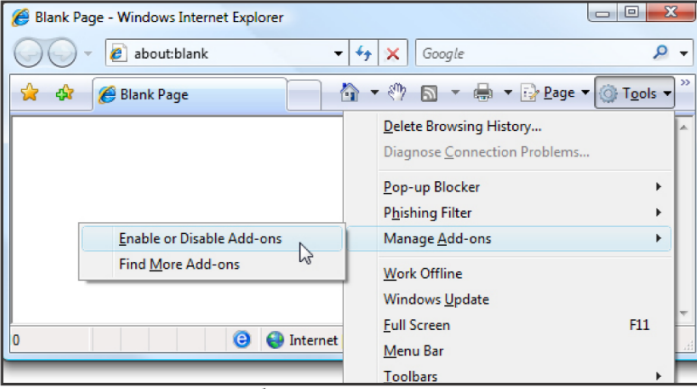 Blank Page - Windows Internet Explorer
about:blank
Google
Blank Page
Page
Tools
Delete Browsing History...
Diagnose Connection Problems...
Pop-up Blocker
Phishing Filter
Manage Add-ons
Enable or Disable Add-ons
Find More Add-ons
Work Offline
Windows Update
Full Screen F11
Menu Bar
Toolbars
0 Internet